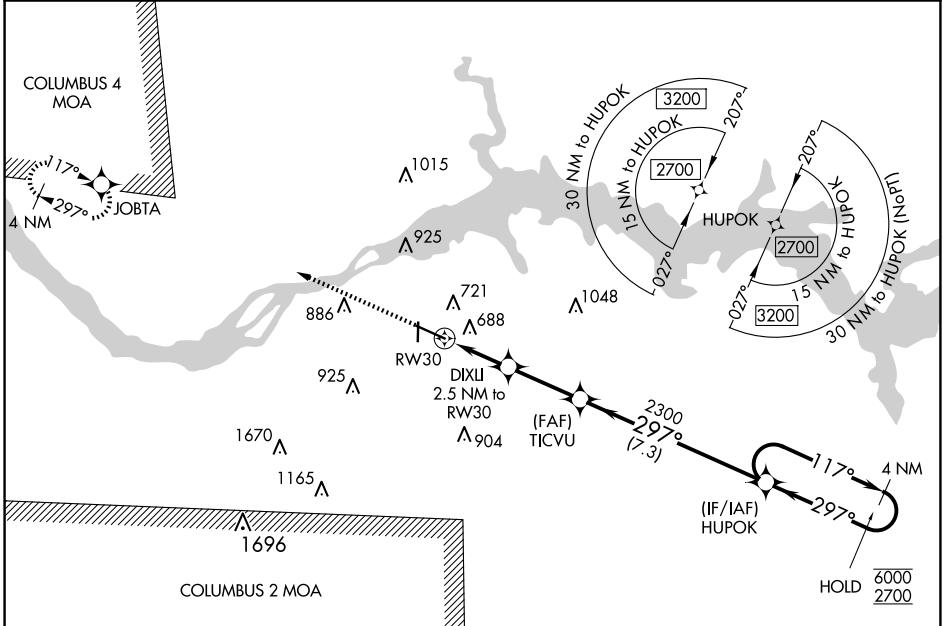 COLUMBUS 4
MOA
117°
297°
4 NM
JOBTA
1015
925
886
721
688
1048
RW30
DIXLI
2.5 NM to
RW30
925
904
1670
1165
1696
COLUMBUS 2 MOA
(FAF)
TICVU
2300
297°
(7.3)
(IF/IAF)
HUPOK
117°
4 NM
297°
HOLD
6000
2700
30 NM to HUPOK
3200
207°
15 NM to HUPOK
2700
027°
HUPOK
207°
2700
15 NM to HUPOK
027°
3200
30 NM to HUPOK (NoPT)